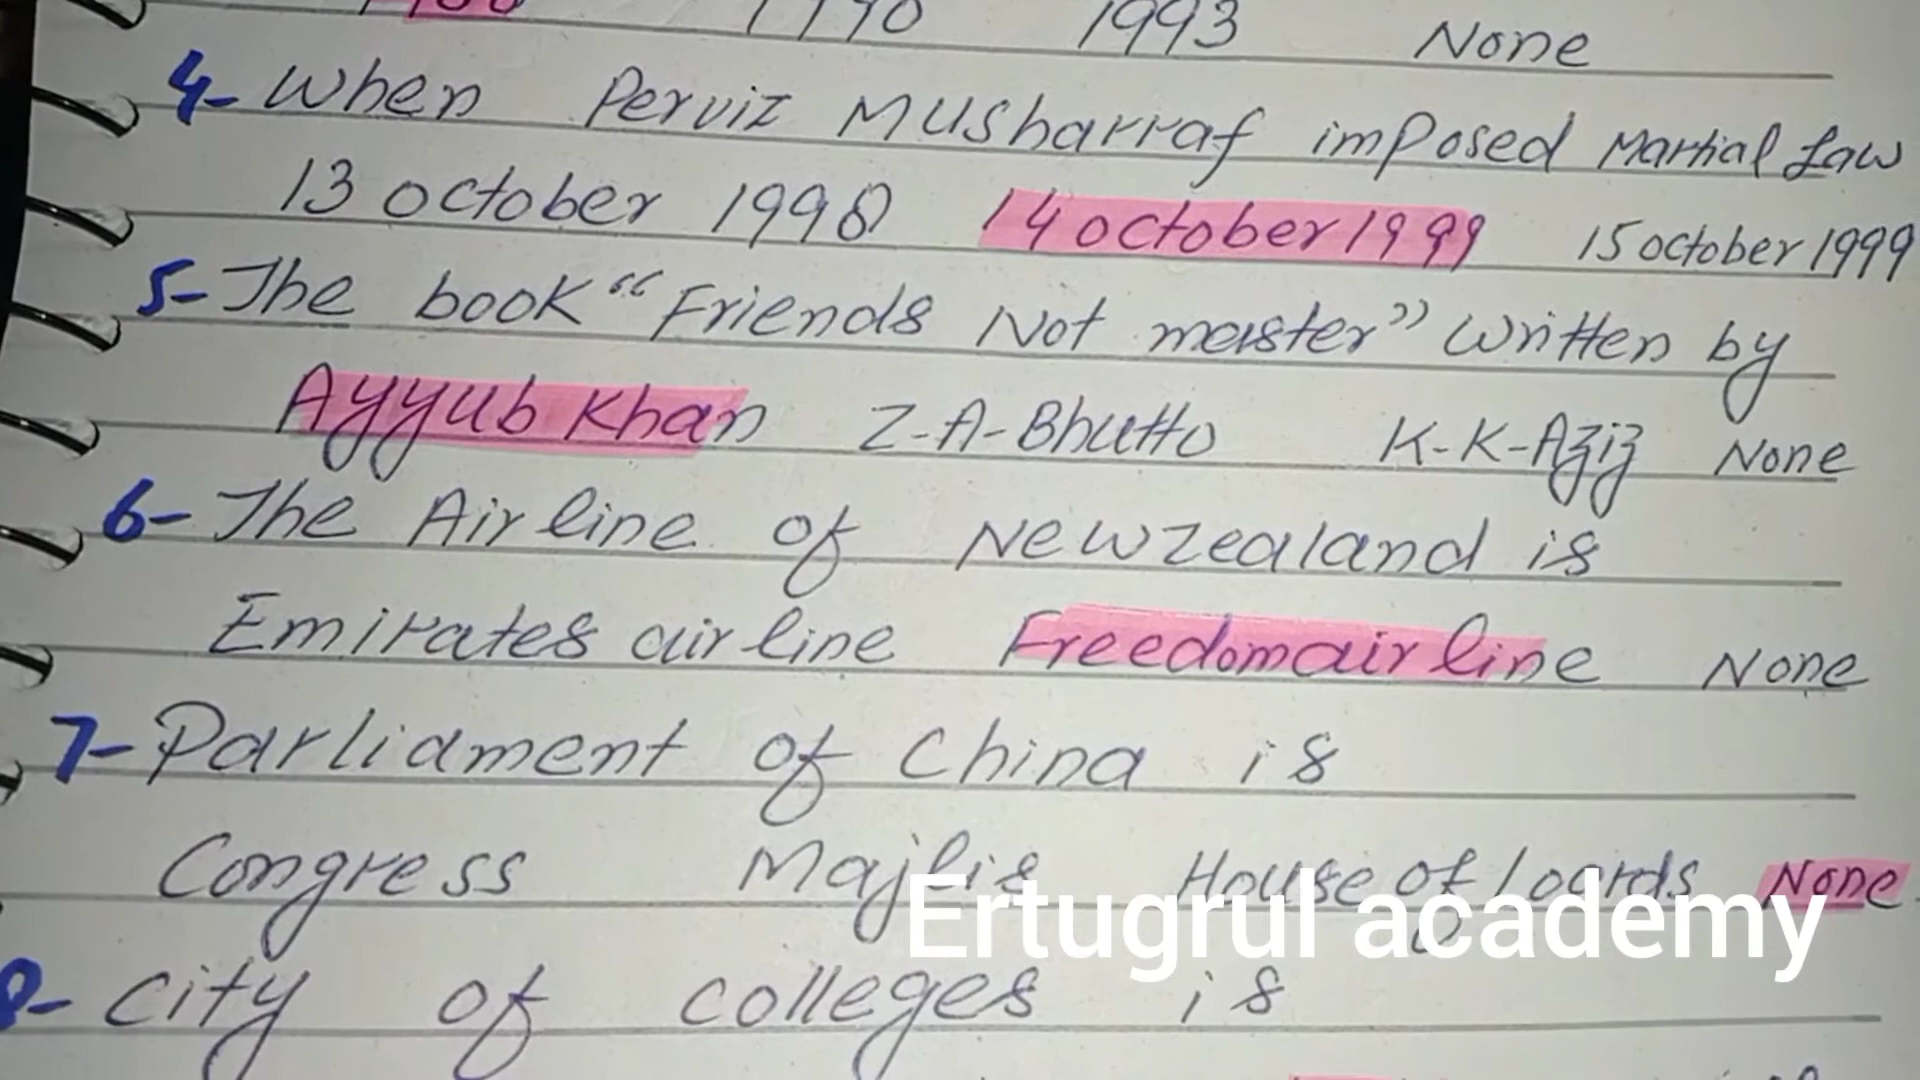 1990 1993 None
4- When Perviz Musharraf imposed Martial Law
13 october 1998 14 october 1999 15 october 1999
5- The book "Friends Not master" written by
Ayyub Khan Z-A-Bhutto K-K-Aziz None
6- The Air line of Newzealand is
Emirates air line Freedom air line None
7- Parliament of China is
Congress Majlis House of loards None
Ertugrul academy
8- City of colleges is